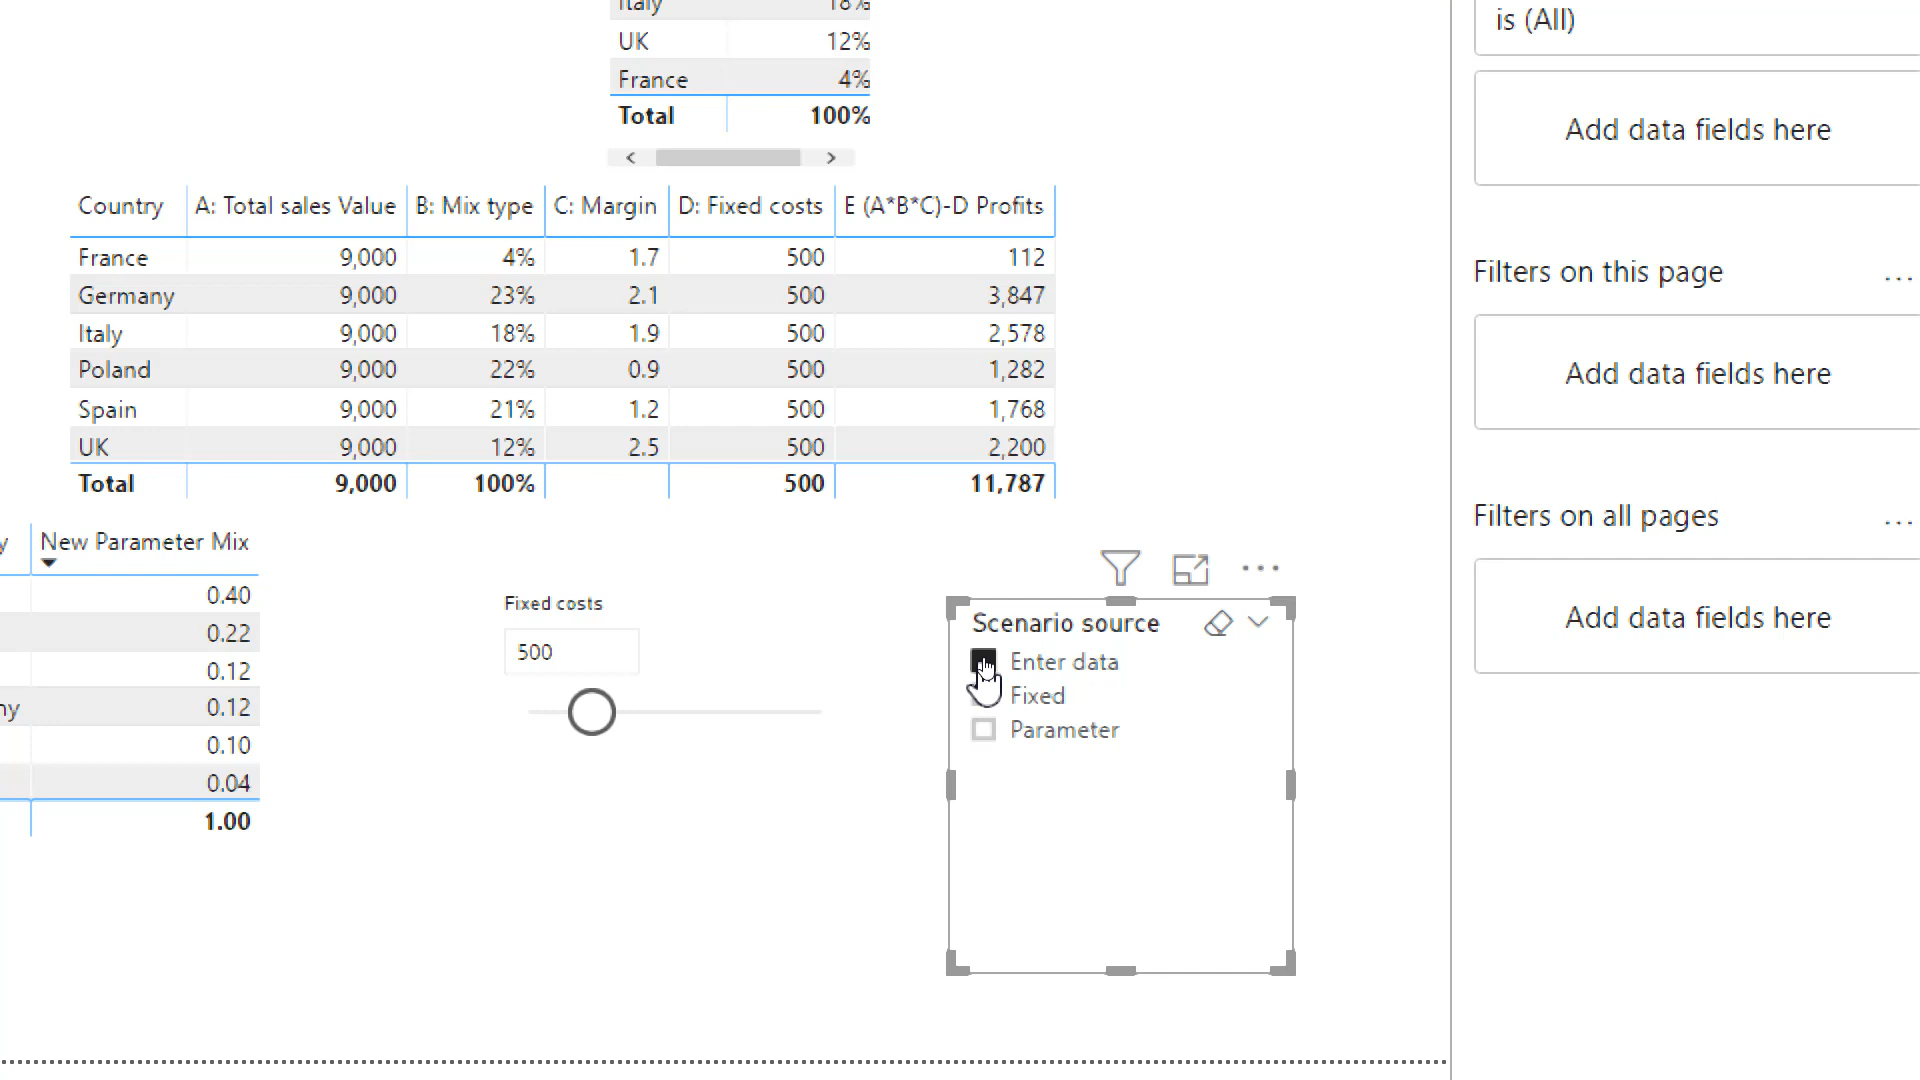 Italy 18%
UK 12%
France 4%
Total 100%
Country A: Total sales Value B: Mix type C: Margin D: Fixed costs E (A*B*C)-D Profits
France 9,000 4% 1.7 500 112
Germany 9,000 23% 2.1 500 3,847
Italy 9,000 18% 1.9 500 2,578
Poland 9,000 22% 0.9 500 1,282
Spain 9,000 21% 1.2 500 1,768
UK 9,000 12% 2.5 500 2,200
Total 9,000 100% 500 11,787
y New Parameter Mix
0.40
0.22
0.12
ny 0.12
0.10
0.04
1.00
Fixed costs
500
Scenario source
Enter data
Fixed
Parameter
is (All)
Add data fields here
Filters on this page ...
Add data fields here
Filters on all pages ...
Add data fields here